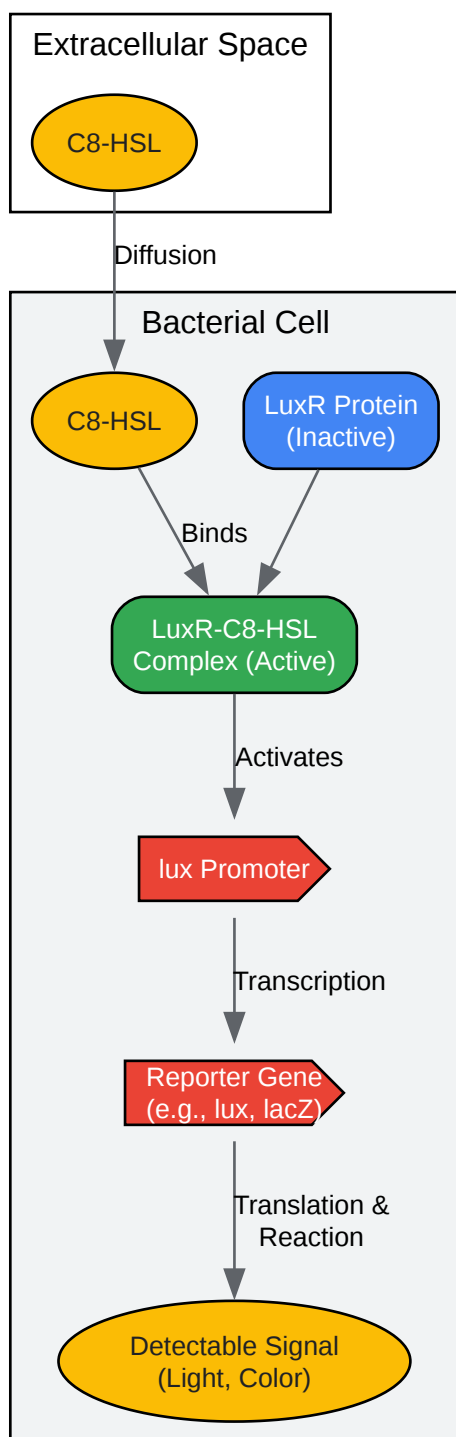 Extracellular Space
C8-HSL
Diffusion
Bacterial Cell
C8-HSL
LuxR Protein
(Inactive)
Binds
LuxR-C8-HSL
Complex (Active)
Activates
lux Promoter
Transcription
Reporter Gene
(e.g., lux, lacZ)
Translation &
Reaction
Detectable Signal
(Light, Color)